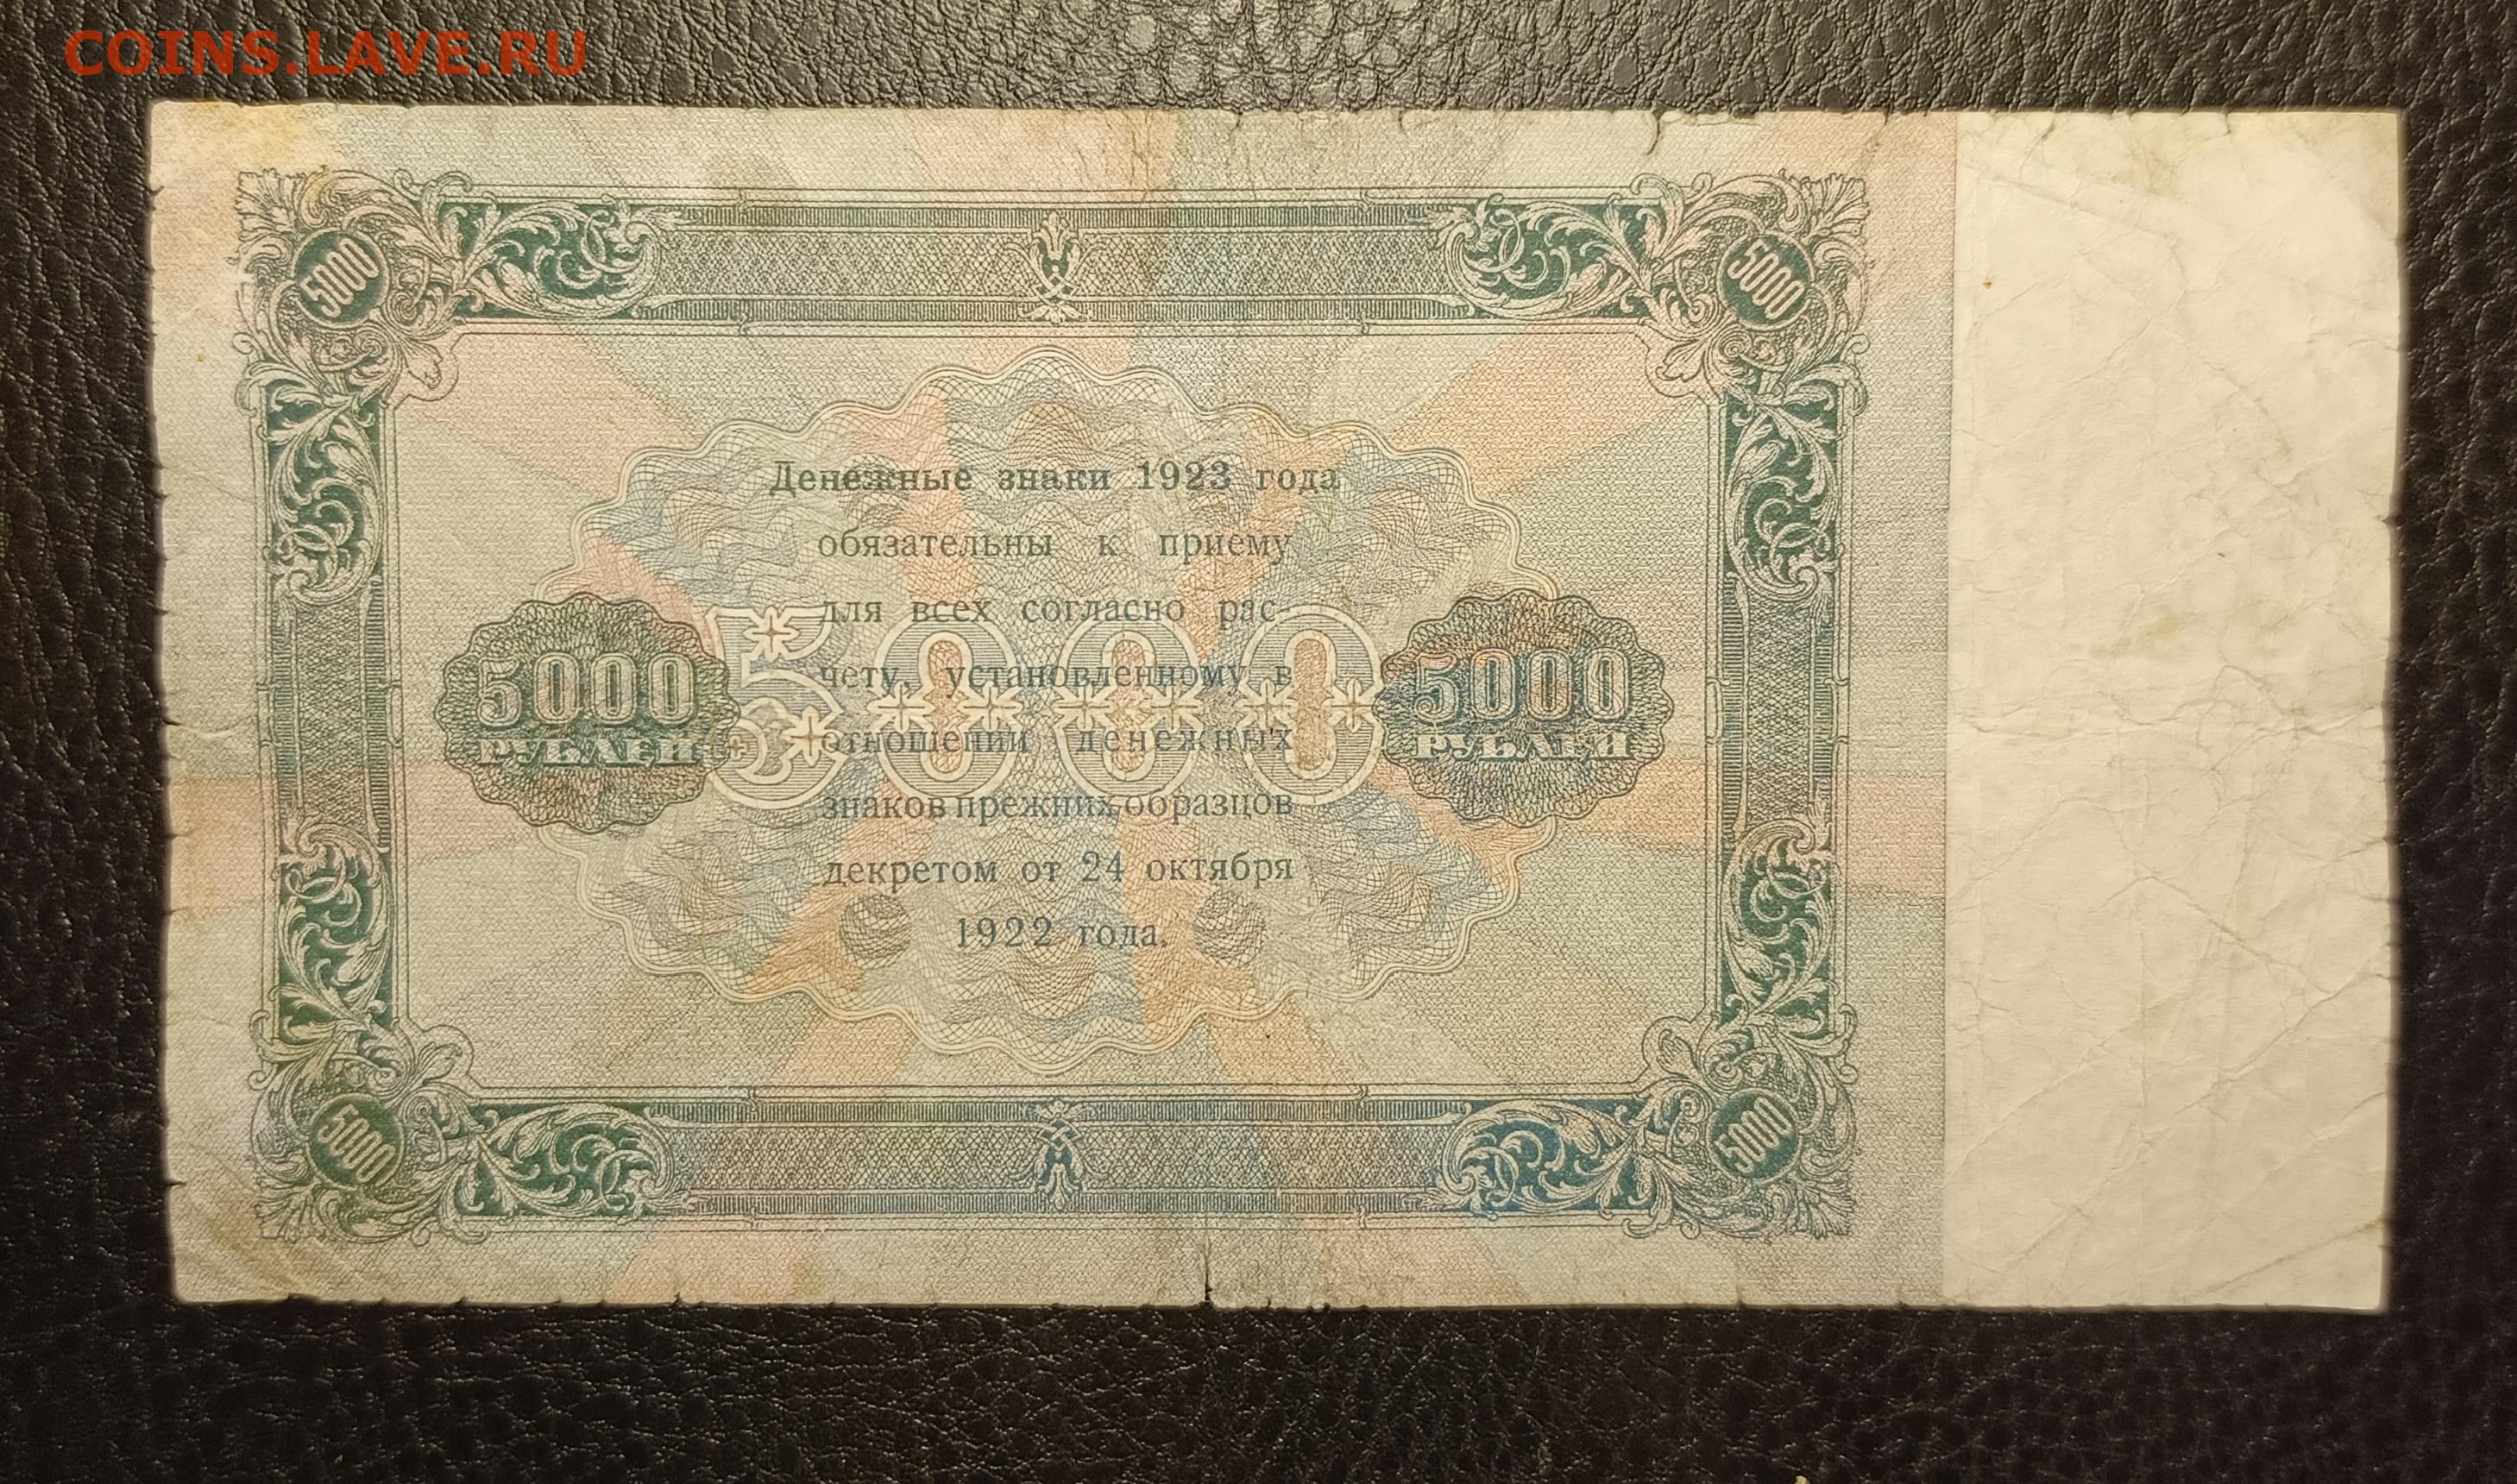 COINS.LAVE.RU
5000
5000
Денежные знаки 1923 года
обязательны к приему
для всех согласно рас-
чету, установленному в
отношении денежных
знаков прежних образцов
декретом от 24 октября
1922 года.
5000
РУБЛЕЙ
5000
5000
РУБЛЕЙ
5000
5000